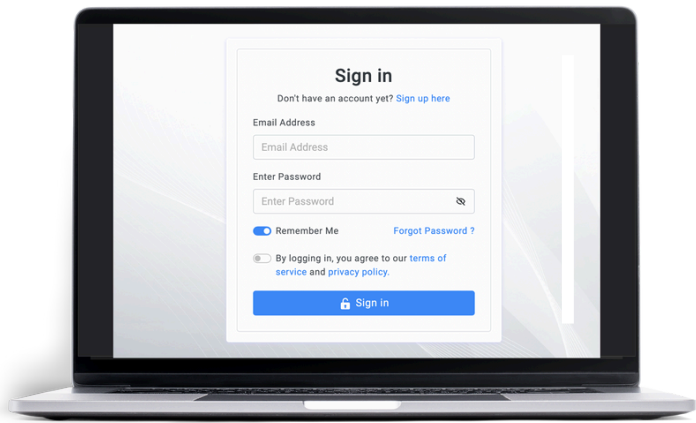 Sign in
Don't have an account yet? Sign up here
Email Address
Email Address
Enter Password
Enter Password
Remember Me
Forgot Password ?
By logging in, you agree to our terms of
service and privacy policy.
Sign in